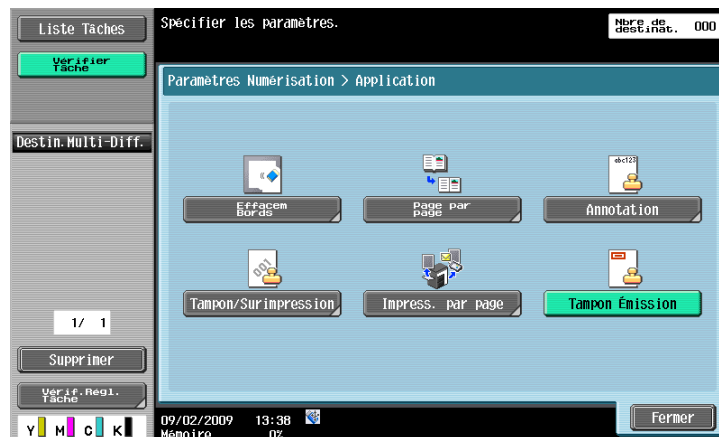 Liste Tâches
Spécifier les paramètres.
Nbre de
destinat.
000
Vérifier
Tâche
Paramètres Numérisation > Application
Destin.Multi-Diff.
abc123
Effacem
Bords
Page par
page
Annotation
001
Tampon/Surimpression
Impress. par page
Tampon Émission
1/ 1
Supprimer
Vérif.Régl.
Tâche
Fermer
09/02/2009 13:38
Mémoire 0%
Y M C K